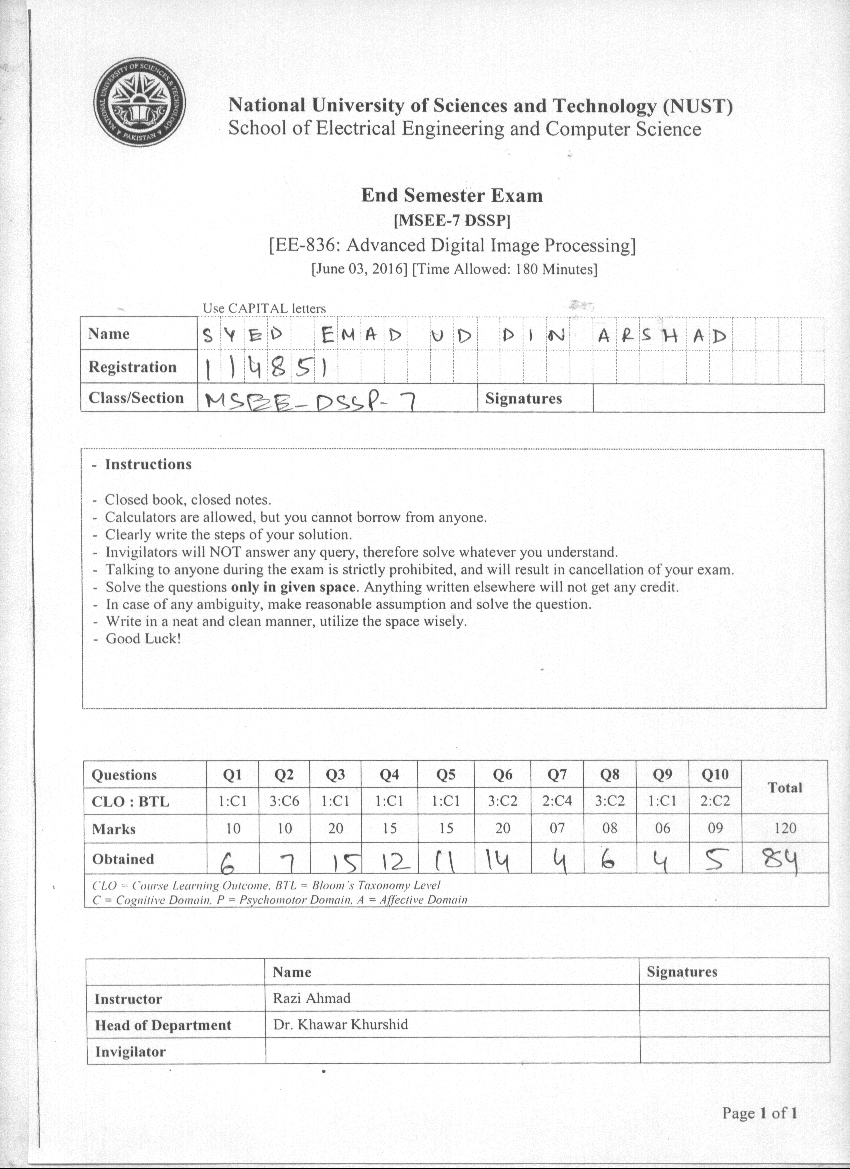 NATIONAL UNIVERSITY OF SCIENCES & TECHNOLOGY
PAKISTAN
National University of Sciences and Technology (NUST)
School of Electrical Engineering and Computer Science
End Semester Exam
[MSEE-7 DSSP]
[EE-836: Advanced Digital Image Processing]
[June 03, 2016] [Time Allowed: 180 Minutes]
Use CAPITAL letters
Name SYED EMAD UD DIN ARSHAD
Registration 114851
Class/Section MSEE-DSSP-7 Signatures
- Instructions
- Closed book, closed notes.
- Calculators are allowed, but you cannot borrow from anyone.
- Clearly write the steps of your solution.
- Invigilators will NOT answer any query, therefore solve whatever you understand.
- Talking to anyone during the exam is strictly prohibited, and will result in cancellation of your exam.
- Solve the questions only in given space. Anything written elsewhere will not get any credit.
- In case of any ambiguity, make reasonable assumption and solve the question.
- Write in a neat and clean manner, utilize the space wisely.
- Good Luck!
Questions Q1 Q2 Q3 Q4 Q5 Q6 Q7 Q8 Q9 Q10 Total
CLO : BTL 1:C1 3:C6 1:C1 1:C1 1:C1 3:C2 2:C4 3:C2 1:C1 2:C2
Marks 10 10 20 15 15 20 07 08 06 09 120
Obtained 6 7 15 12 11 14 4 6 4 5 84
CLO = Course Learning Outcome, BTL = Bloom's Taxonomy Level
C = Cognitive Domain, P = Psychomotor Domain, A = Affective Domain
Name Signatures
Instructor Razi Ahmad
Head of Department Dr. Khawar Khurshid
Invigilator
Page 1 of 1